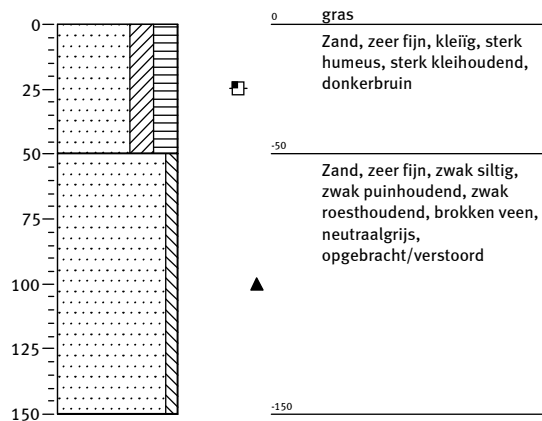 0
25
50
75
100
125
150
0
gras
Zand, zeer fijn, kleiïg, sterk
humeus, sterk kleihoudend,
donkerbruin
-50
Zand, zeer fijn, zwak siltig,
zwak puinhoudend, zwak
roesthoudend, brokken veen,
neutraalgrijs,
opgebracht/verstoord
-150